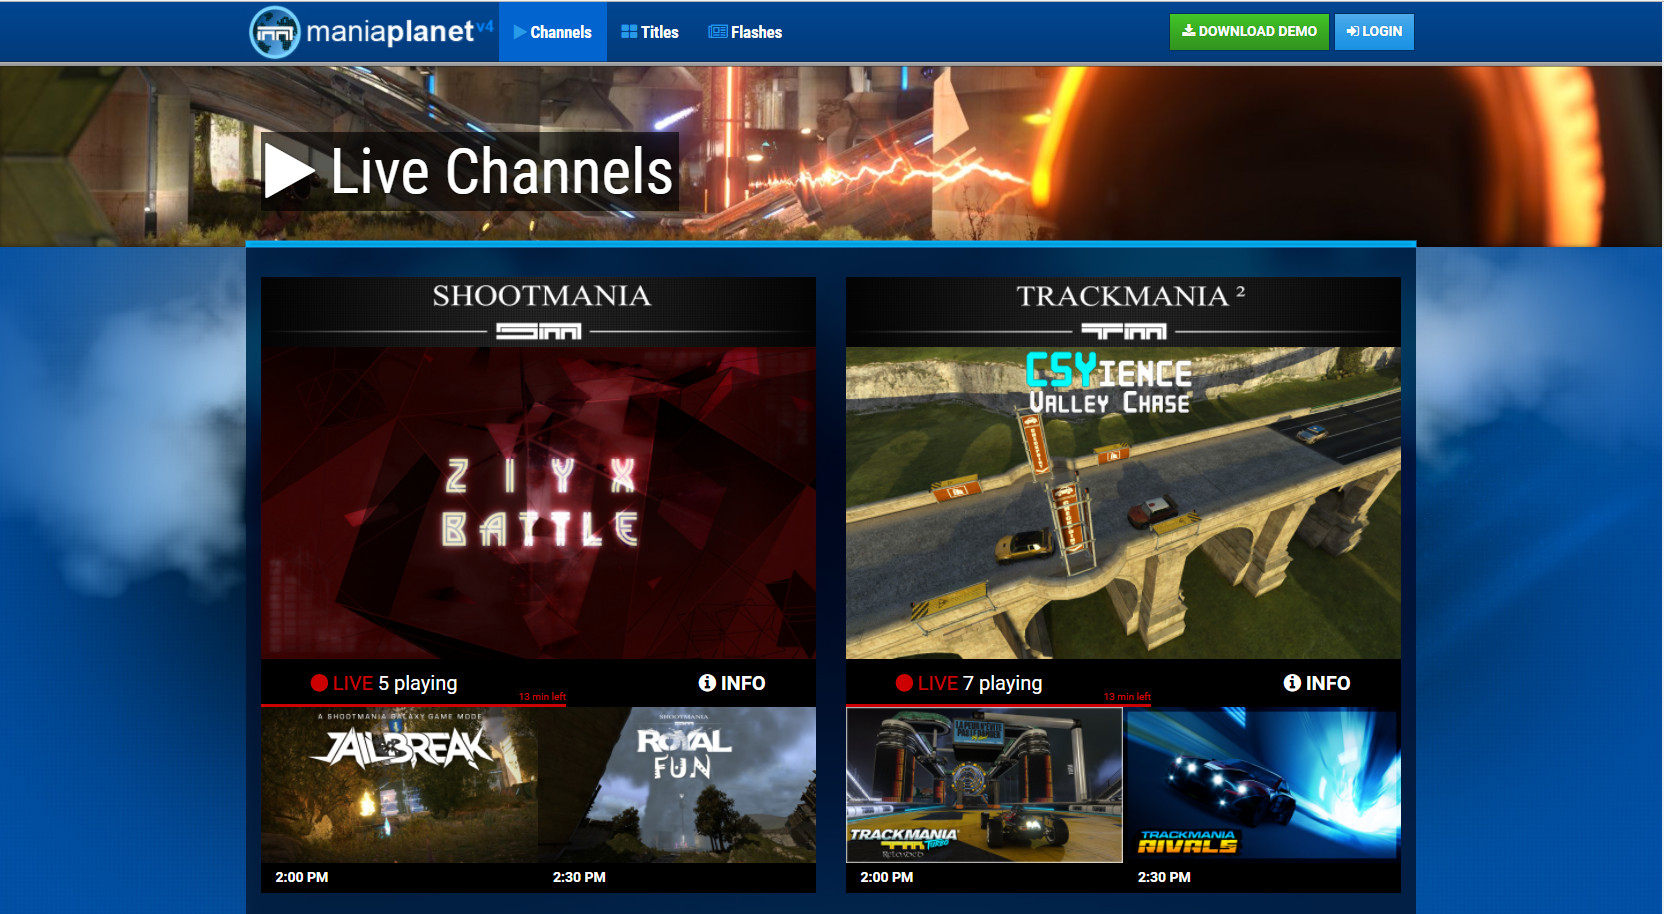 maniaplanet v4
Channels
Titles
Flashes
DOWNLOAD DEMO
LOGIN
Live Channels
SHOOTMANIA
SM
ZIYX
BATTLE
LIVE 5 playing
13 min left
INFO
A SHOOTMANIA GALAXY GAME MODE
JAILBREAK
2:00 PM
SHOOTMANIA
ROYAL
FUN
2:30 PM
TRACKMANIA ²
TM
CSYIENCE
VALLEY CHASE
LIVE 7 playing
13 min left
INFO
TRACKMANIA
TURBO
RELOADED
2:00 PM
TRACKMANIA
RIVALS
2:30 PM